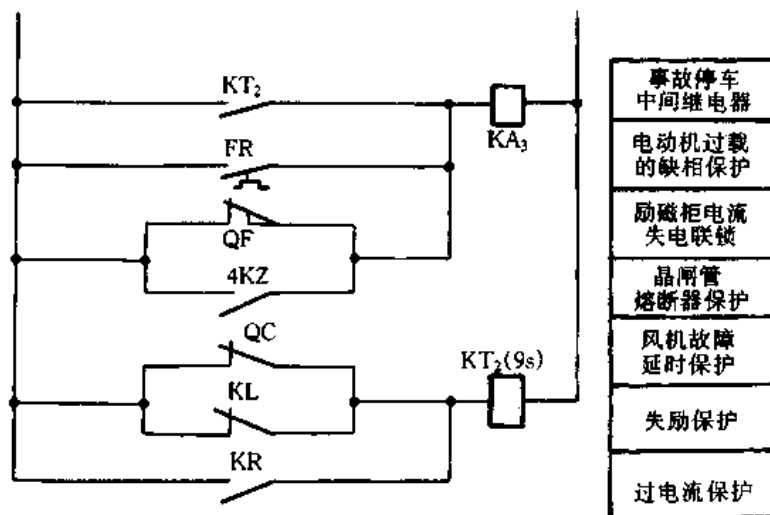 KT₂
KA₃
FR
QF
4KZ
QC
KT₂(9s)
KL
KR
事故停车
中间继电器
电动机过载
的缺相保护
励磁柜电流
失电联锁
晶闸管
熔断器保护
风机故障
延时保护
失励保护
过电流保护